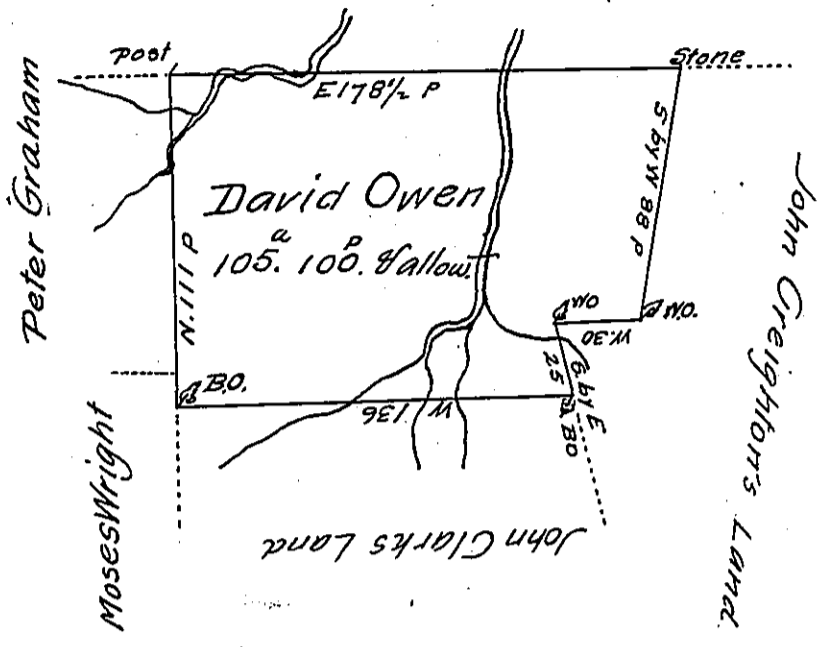 post
Stone
E 178½ P
Peter Graham
S by W 88 P
John Creighton's Land
David Owen
105.ᵃ 100.ᵖ & allow.
N. 111 P
W.O.
W.O.
W. 30
S. by E
25
B.O.
W 136
B O
Moses Wright
John Clarks Land